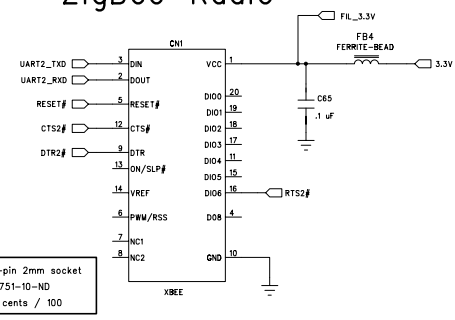 ZigBee Radio
FIL_3.3V
CN1
FB4
FERRITE-BEAD
UART2_TXD 3 DIN VCC 1 3.3V
UART2_RXD 2 DOUT
RESET# 5 RESET# DIO0 20
C65
DIO1 19
.1 uF
CTS2# 12 CTS# DIO2 18
DIO3 17
DTR2# 9 DTR DIO4 11
13 ON/SLP# DIO5 15
14 VREF DIO6 16 RTS2#
6 PWM/RSS DO8 4
7 NC1
8 NC2 GND 10
XBEE
-pin 2mm socket
751-10-ND
cents / 100